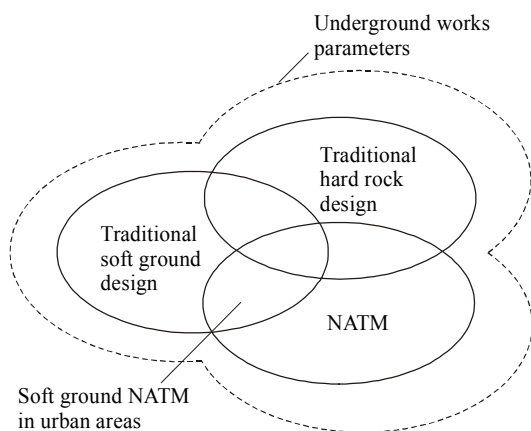 Underground works
parameters
Traditional
hard rock
design
Traditional
soft ground
design
NATM
Soft ground NATM
in urban areas